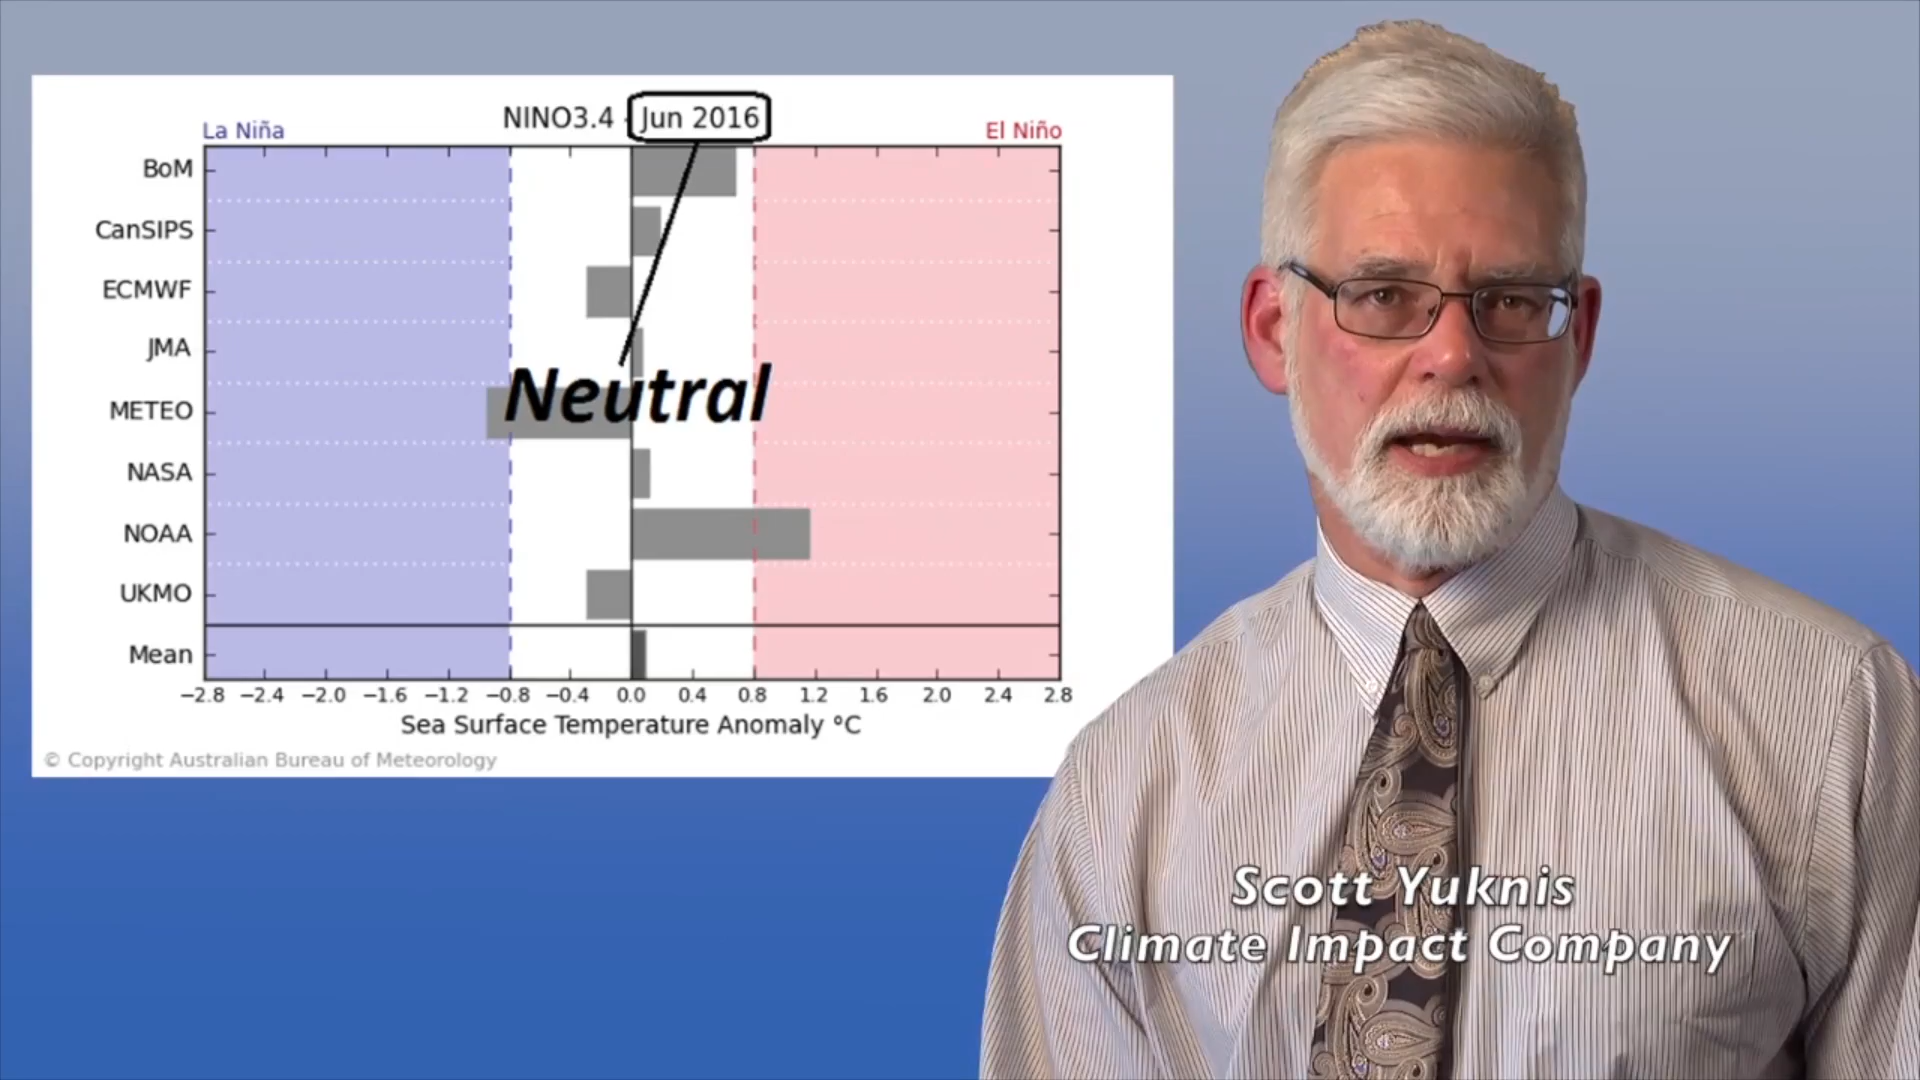 NINO3.4 - Jun 2016
La Niña
El Niño
BoM
CanSIPS
ECMWF
JMA
Neutral
METEO
NASA
NOAA
UKMO
Mean
−2.8 −2.4 −2.0 −1.6 −1.2 −0.8 −0.4 0.0 0.4 0.8 1.2 1.6 2.0 2.4 2.8
Sea Surface Temperature Anomaly °C
© Copyright Australian Bureau of Meteorology
Scott Yuknis
Climate Impact Company